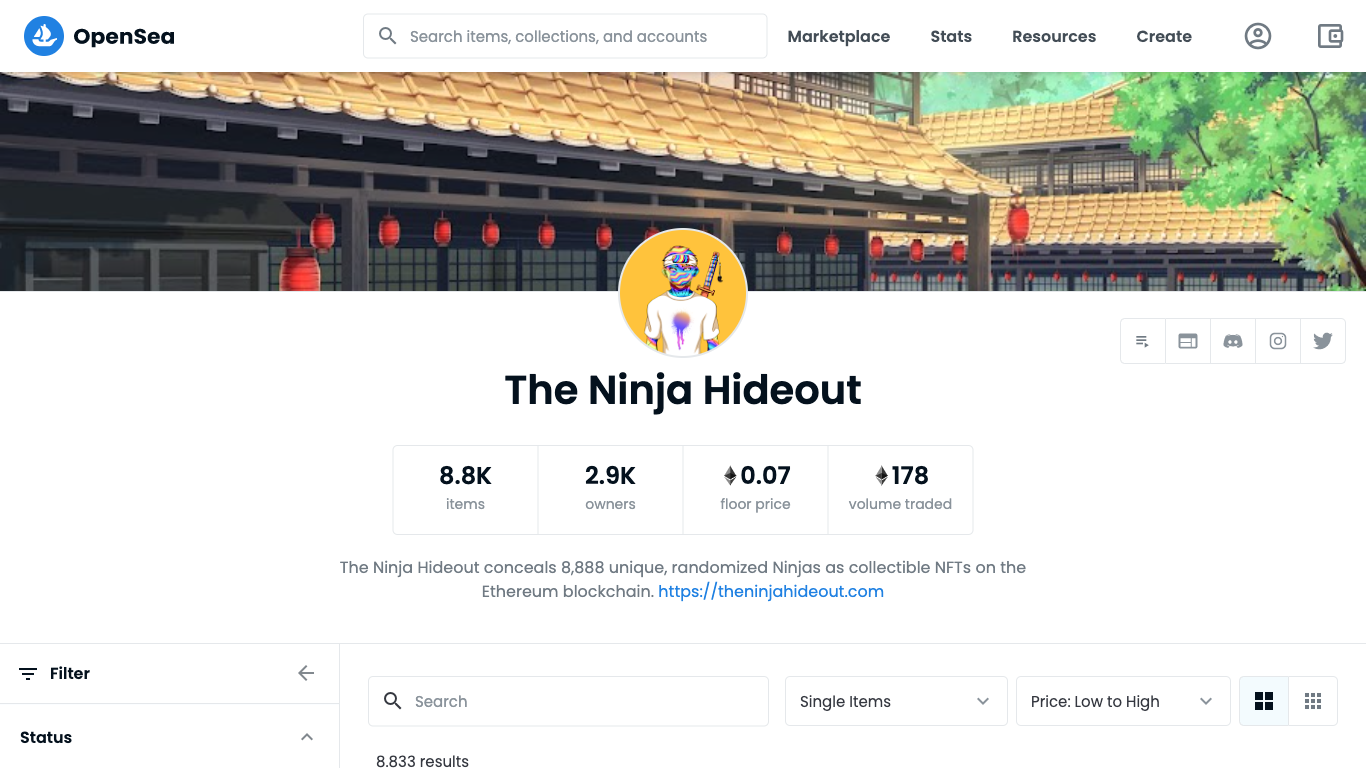 OpenSea
Search items, collections, and accounts
Marketplace
Stats
Resources
Create
The Ninja Hideout
8.8K
items
2.9K
owners
0.07
floor price
178
volume traded
The Ninja Hideout conceals 8,888 unique, randomized Ninjas as collectible NFTs on the
Ethereum blockchain. https://theninjahideout.com
Filter
Search
Single Items
Price: Low to High
Status
8,833 results